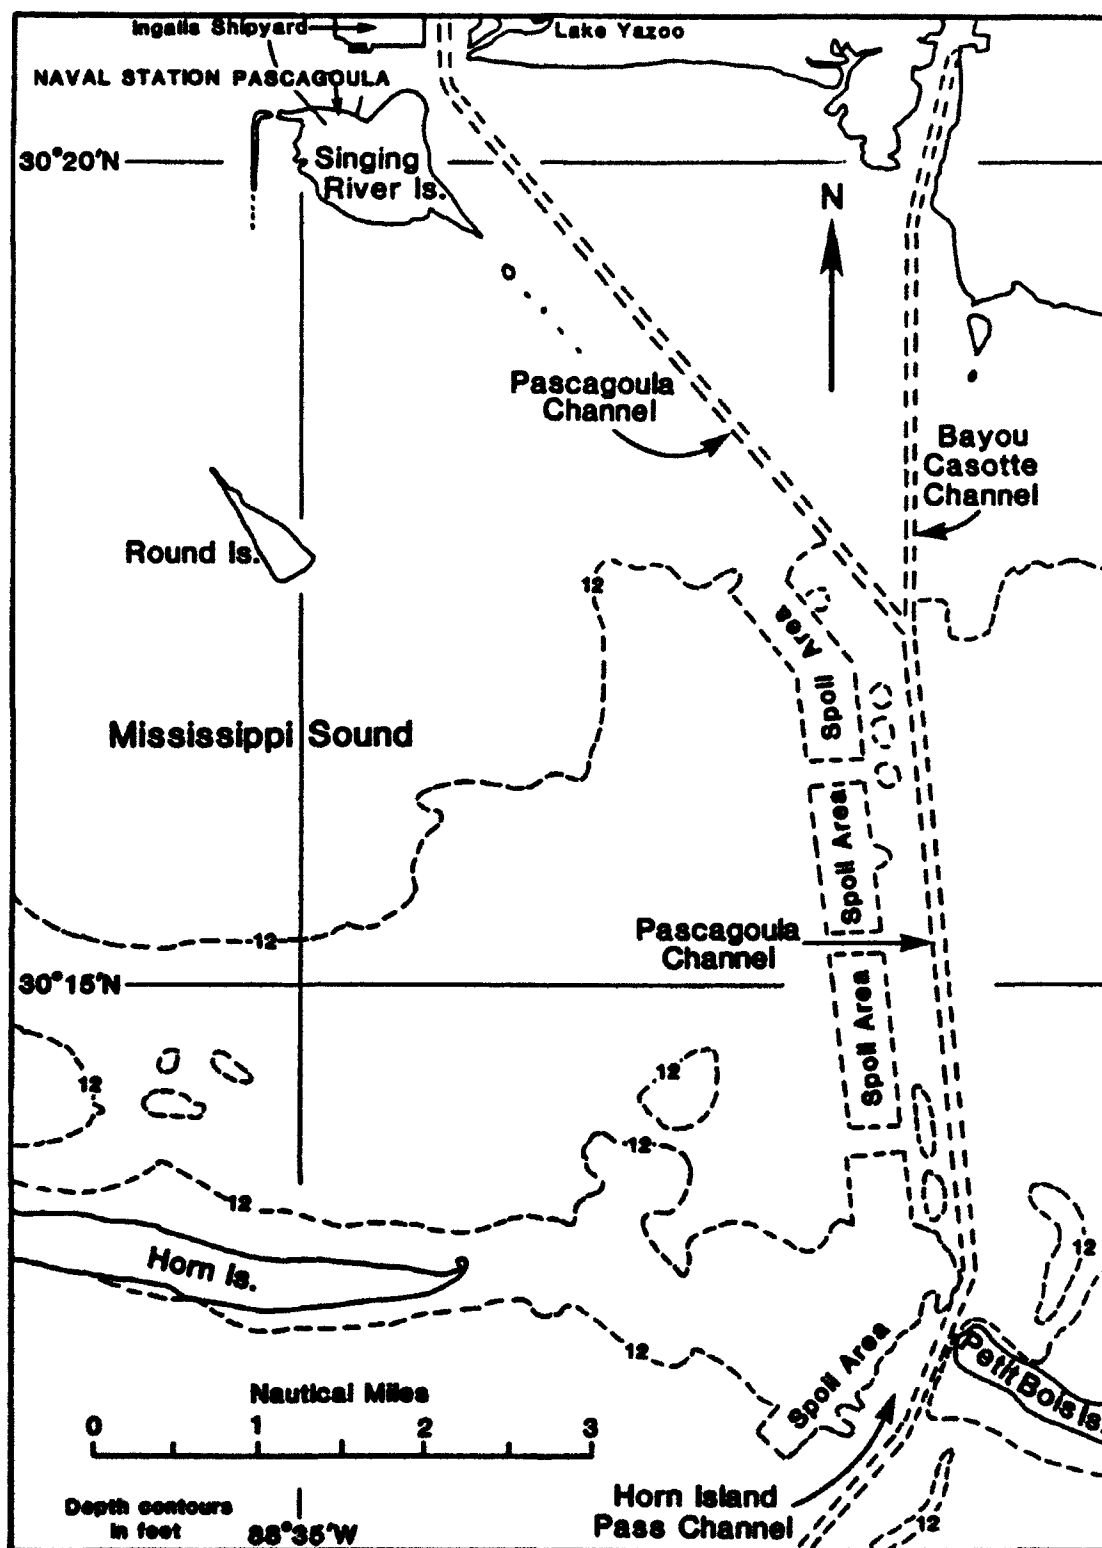 Ingalls Shipyard
Lake Yazoo
NAVAL STATION PASCAGOULA
30°20'N
Singing
River Is.
N
Pascagoula
Channel
Bayou
Casotte
Channel
Round Is.
12
Spoil Area
Mississippi Sound
Spoil Area
12
Pascagoula
Channel
30°15'N
Spoil Area
12
12
12
12
Horn Is.
12
12
Spoil Area
Petit Bois Is.
Nautical Miles
0 1 2 3
Horn Island
Pass Channel
12
Depth contours
in feet
88°35'W